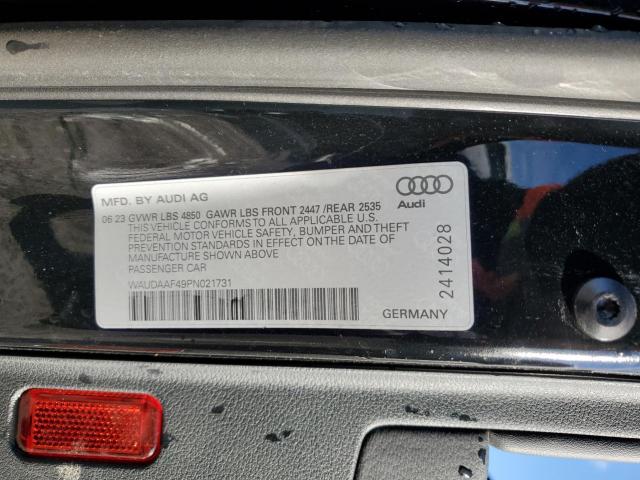 MFD. BY AUDI AG
Audi
06 23 GVWR LBS 4850 GAWR LBS FRONT 2447 /REAR 2535
THIS VEHICLE CONFORMS TO ALL APPLICABLE U.S.
FEDERAL MOTOR VEHICLE SAFETY, BUMPER AND THEFT
PREVENTION STANDARDS IN EFFECT ON THE DATE OF
MANUFACTURE SHOWN ABOVE
PASSENGER CAR
WAUDAAF49PN021731
2414028
GERMANY